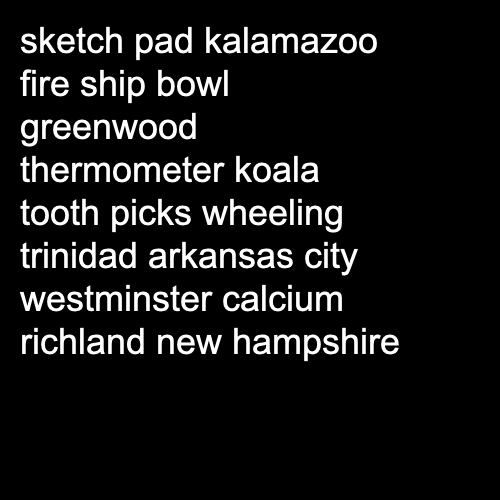 sketch pad kalamazoo
fire ship bowl
greenwood
thermometer koala
tooth picks wheeling
trinidad arkansas city
westminster calcium
richland new hampshire